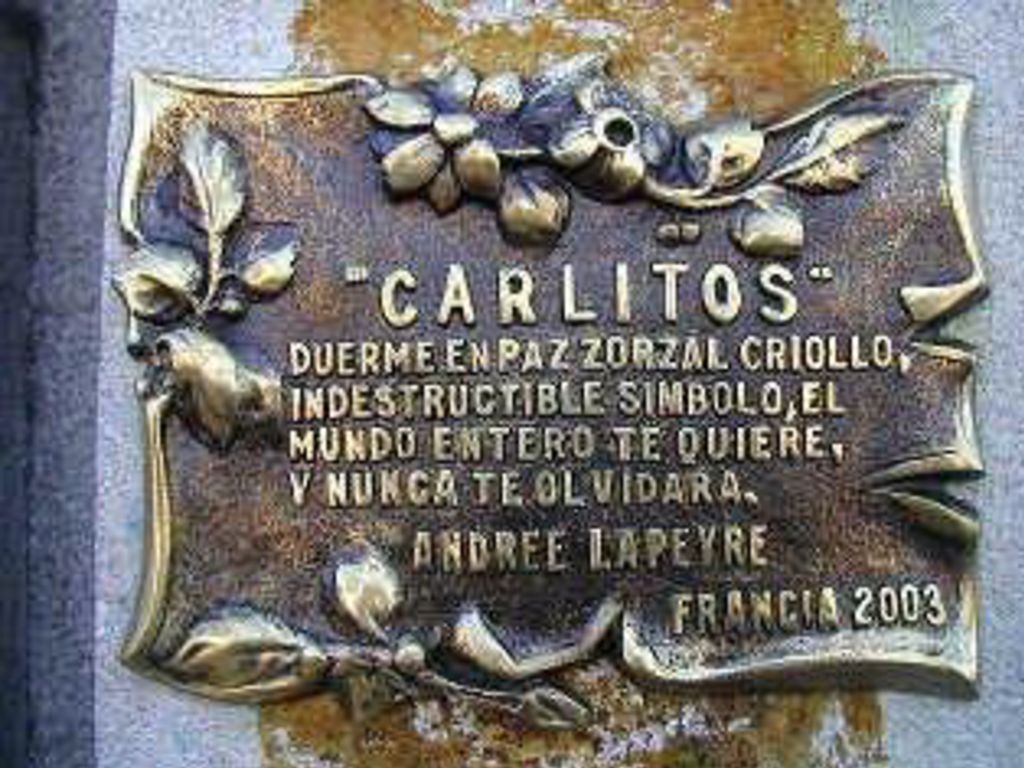 "CARLITOS"
DUERME EN PAZ ZORZAL CRIOLLO,
INDESTRUCTIBLE SIMBOLO, EL
MUNDO ENTERO TE QUIERE,
Y NUNCA TE OLVIDARA.
ANDREE LAPEYRE
FRANCIA 2003